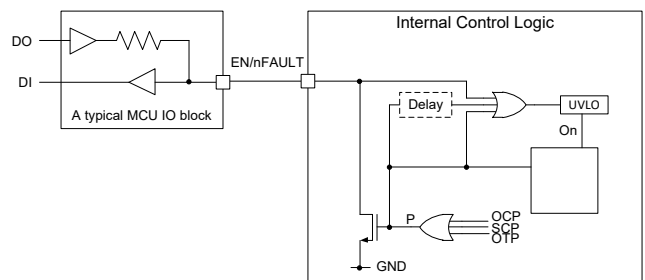 Internal Control Logic
DO
DI
EN/nFAULT
A typical MCU IO block
Delay
UVLO
On
P
OCP
SCP
OTP
GND